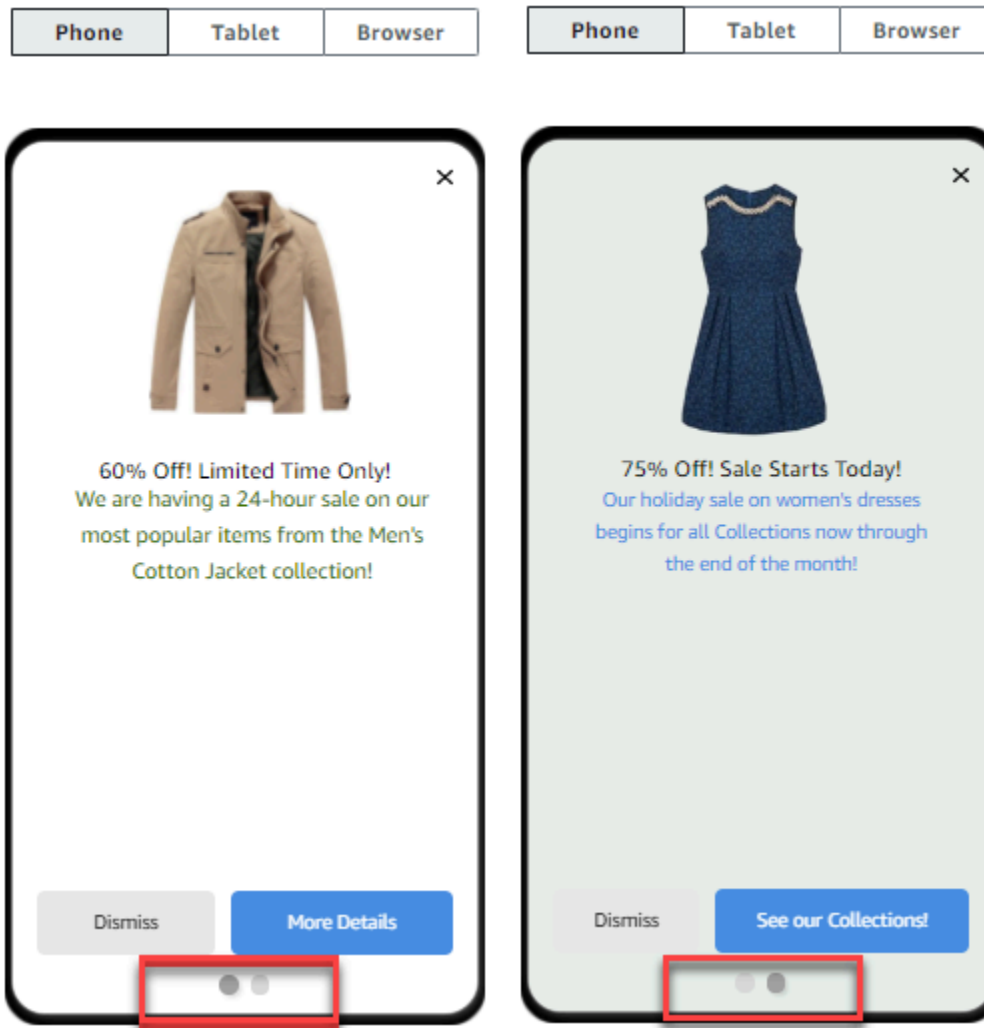 Phone Tablet Browser
×
60% Off! Limited Time Only!
We are having a 24-hour sale on our
most popular items from the Men's
Cotton Jacket collection!
Dismiss
More Details
Phone Tablet Browser
×
75% Off! Sale Starts Today!
Our holiday sale on women's dresses
begins for all Collections now through
the end of the month!
Dismiss
See our Collections!